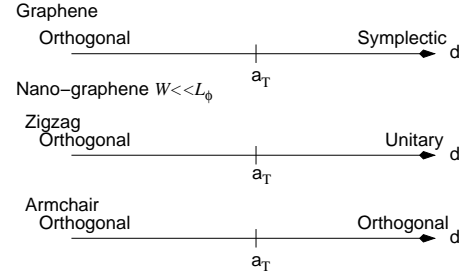 Graphene
Orthogonal Symplectic
a_T d
Nano-graphene W<<L_ϕ
Zigzag
Orthogonal Unitary
a_T d
Armchair
Orthogonal Orthogonal
a_T d